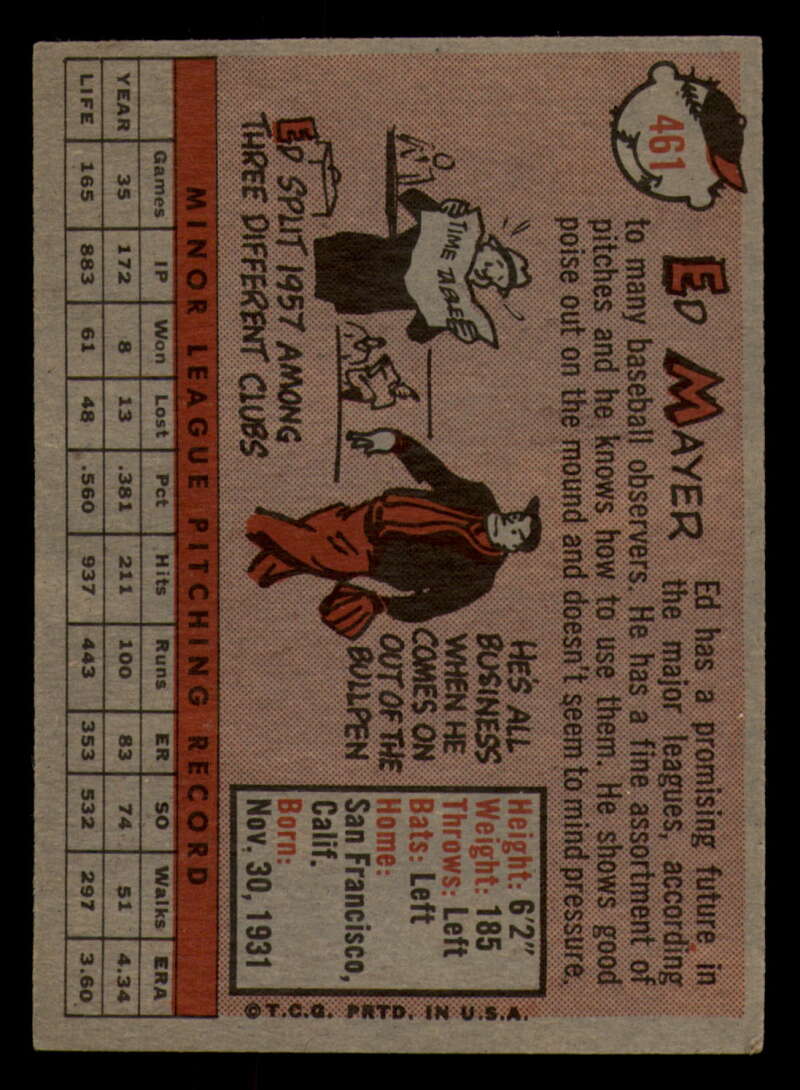 461
ED MAYER
Ed has a promising future in
the major leagues, according
to many baseball observers. He has a fine assortment of
pitches and he knows how to use them. He shows good
poise out on the mound and doesn't seem to mind pressure.
TIME TABLE
ED SPLIT 1957 AMONG
THREE DIFFERENT CLUBS
HE'S ALL
BUSINESS
WHEN HE
COMES ON
OUT OF THE
BULLPEN
Height: 6'2"
Weight: 185
Throws: Left
Bats: Left
Home:
San Francisco,
Calif.
Born:
Nov. 30, 1931
©T.C.G. PRTD. IN U.S.A.
MINOR LEAGUE PITCHING RECORD
Games IP Won Lost Pct Hits Runs ER SO Walks ERA
YEAR 35 172 8 13 .381 211 100 83 74 51 4.34
LIFE 165 883 61 48 .560 937 443 353 532 297 3.60